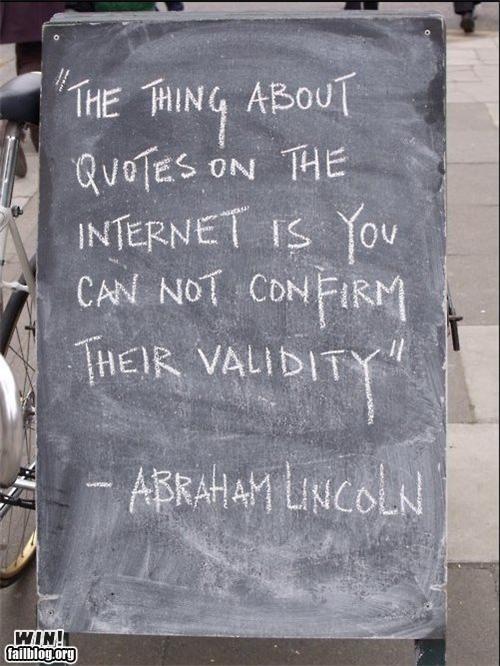 "THE THING ABOUT
QUOTES ON THE
INTERNET IS YOU
CAN NOT CONFIRM
THEIR VALIDITY"
- ABRAHAM LINCOLN
WIN!
failblog.org